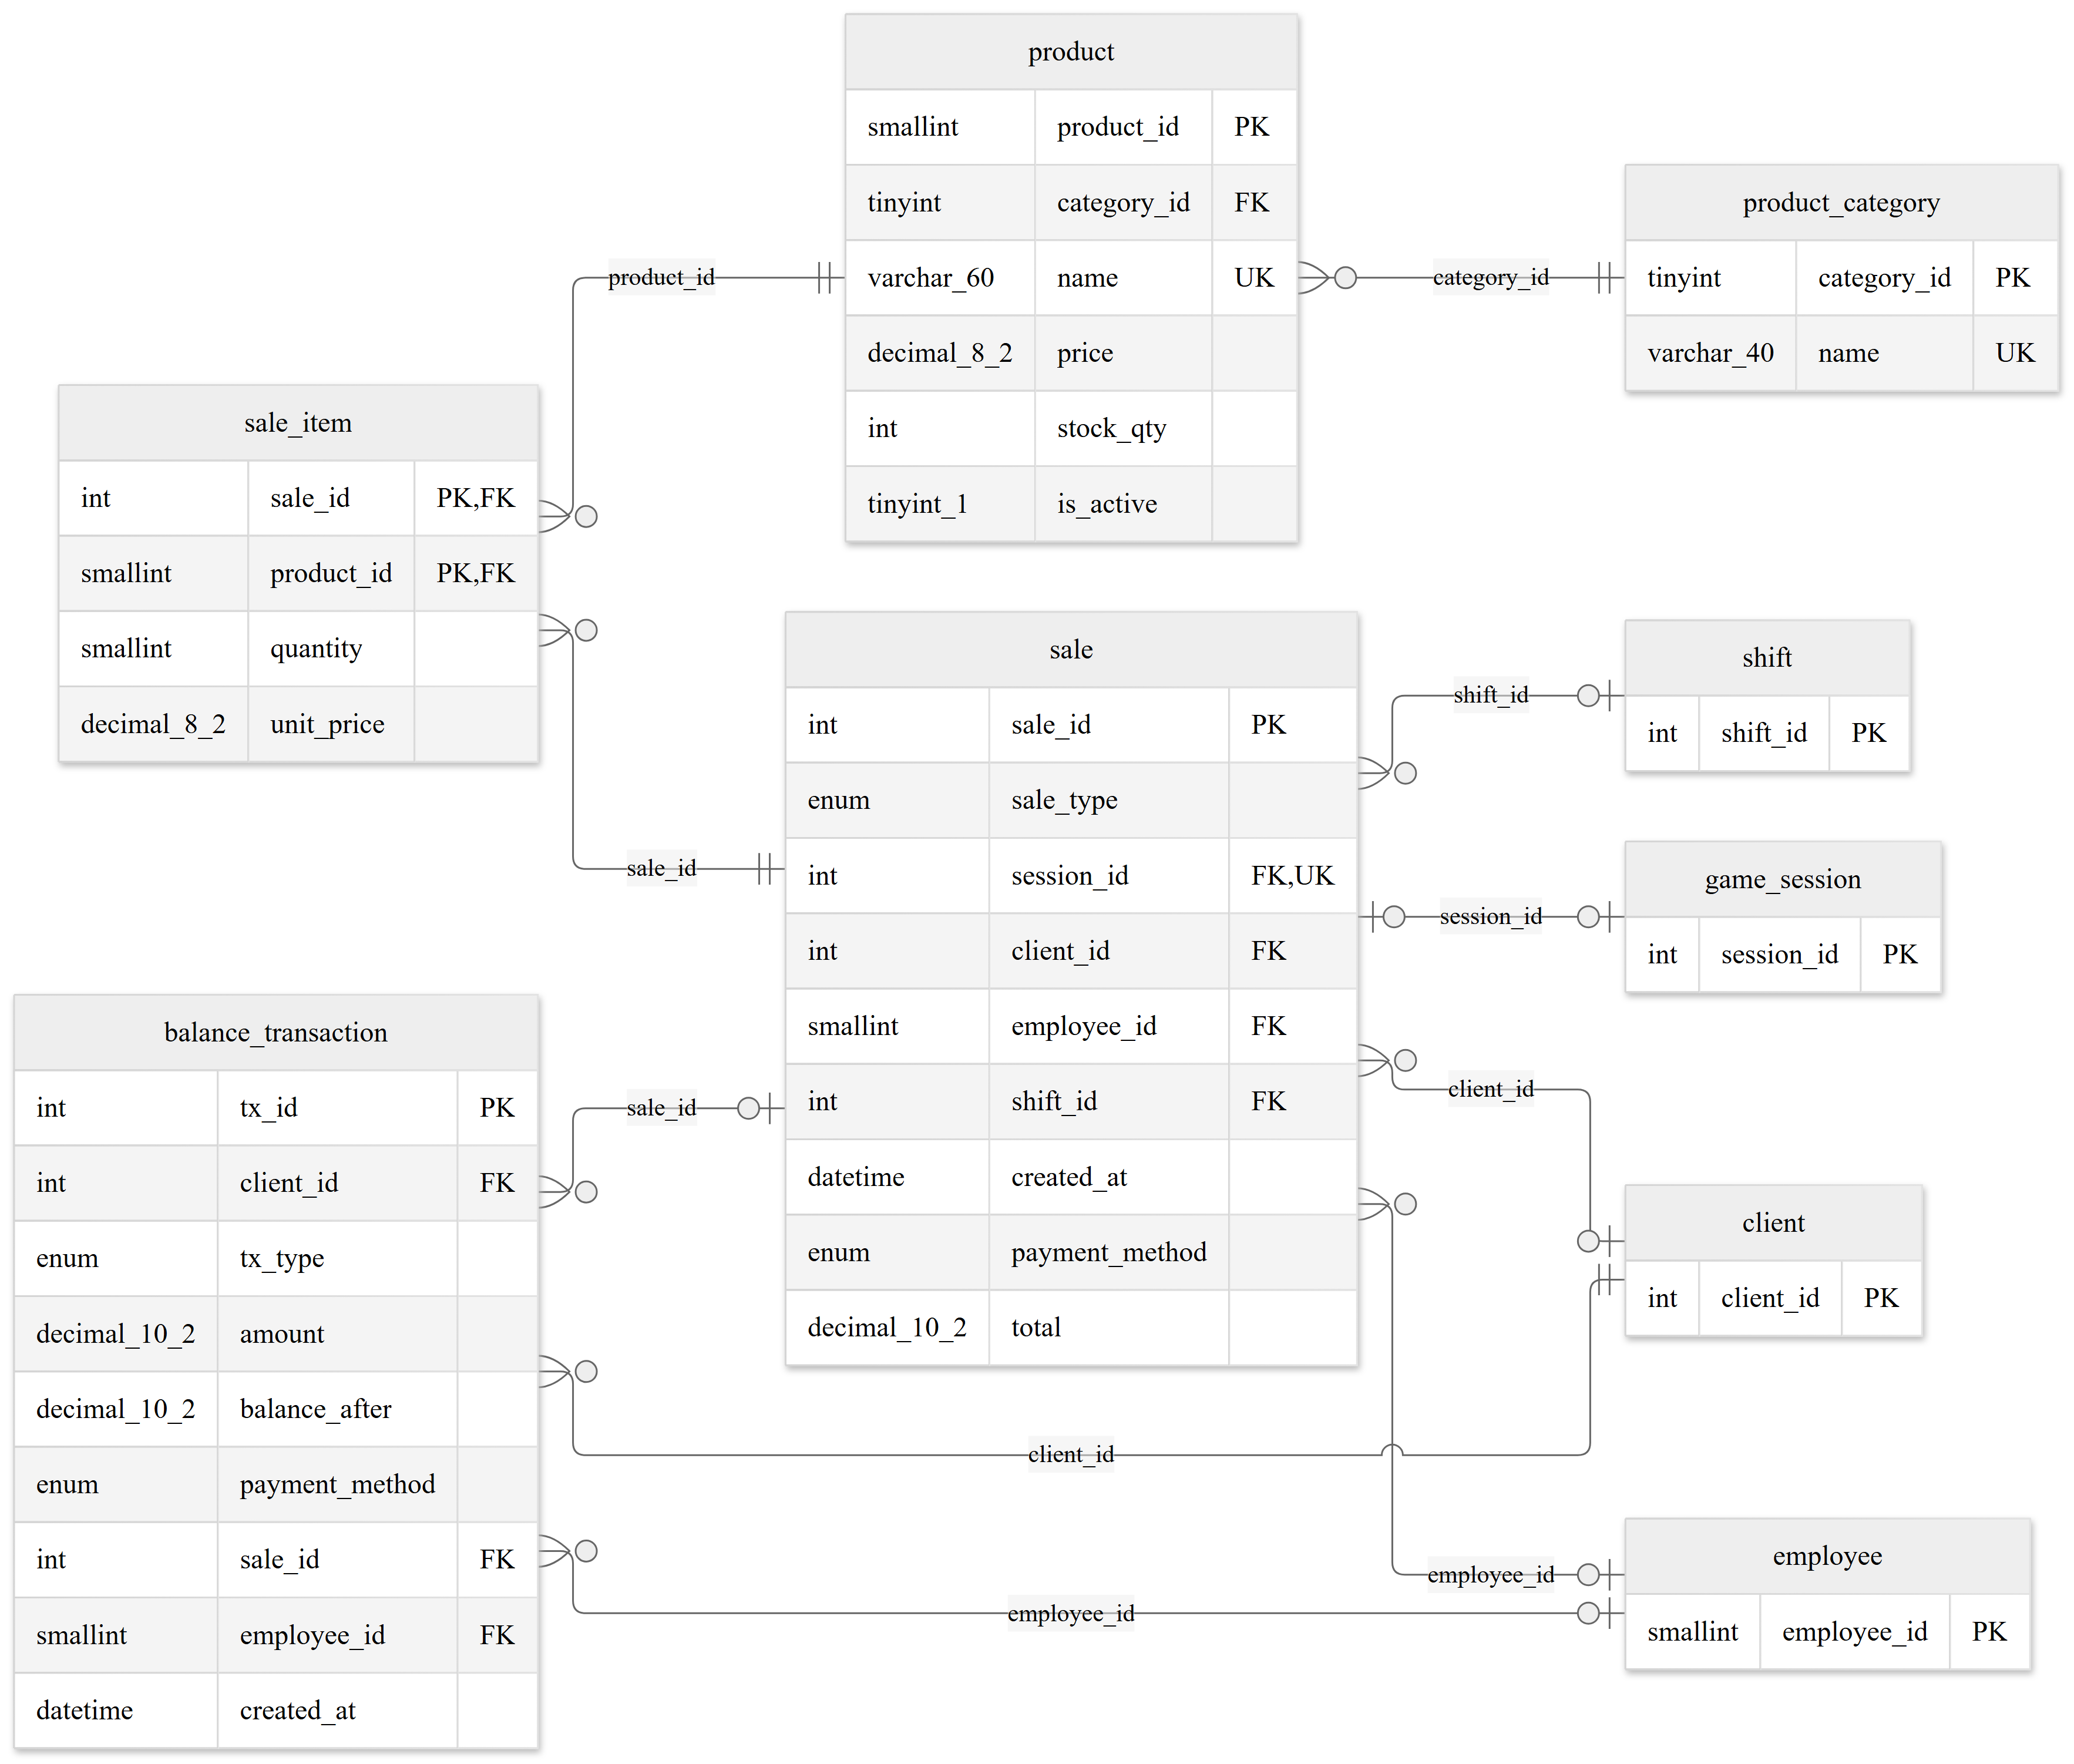 product
smallint product_id PK
tinyint category_id FK
varchar_60 name UK
decimal_8_2 price
int stock_qty
tinyint_1 is_active
product_category
tinyint category_id PK
varchar_40 name UK
product_id
category_id
sale_item
int sale_id PK,FK
smallint product_id PK,FK
smallint quantity
decimal_8_2 unit_price
sale_id
sale
int sale_id PK
enum sale_type
int session_id FK,UK
int client_id FK
smallint employee_id FK
int shift_id FK
datetime created_at
enum payment_method
decimal_10_2 total
shift_id
shift
int shift_id PK
session_id
game_session
int session_id PK
client_id
client
int client_id PK
balance_transaction
int tx_id PK
int client_id FK
enum tx_type
decimal_10_2 amount
decimal_10_2 balance_after
enum payment_method
int sale_id FK
smallint employee_id FK
datetime created_at
sale_id
client_id
employee_id
employee_id
employee
smallint employee_id PK